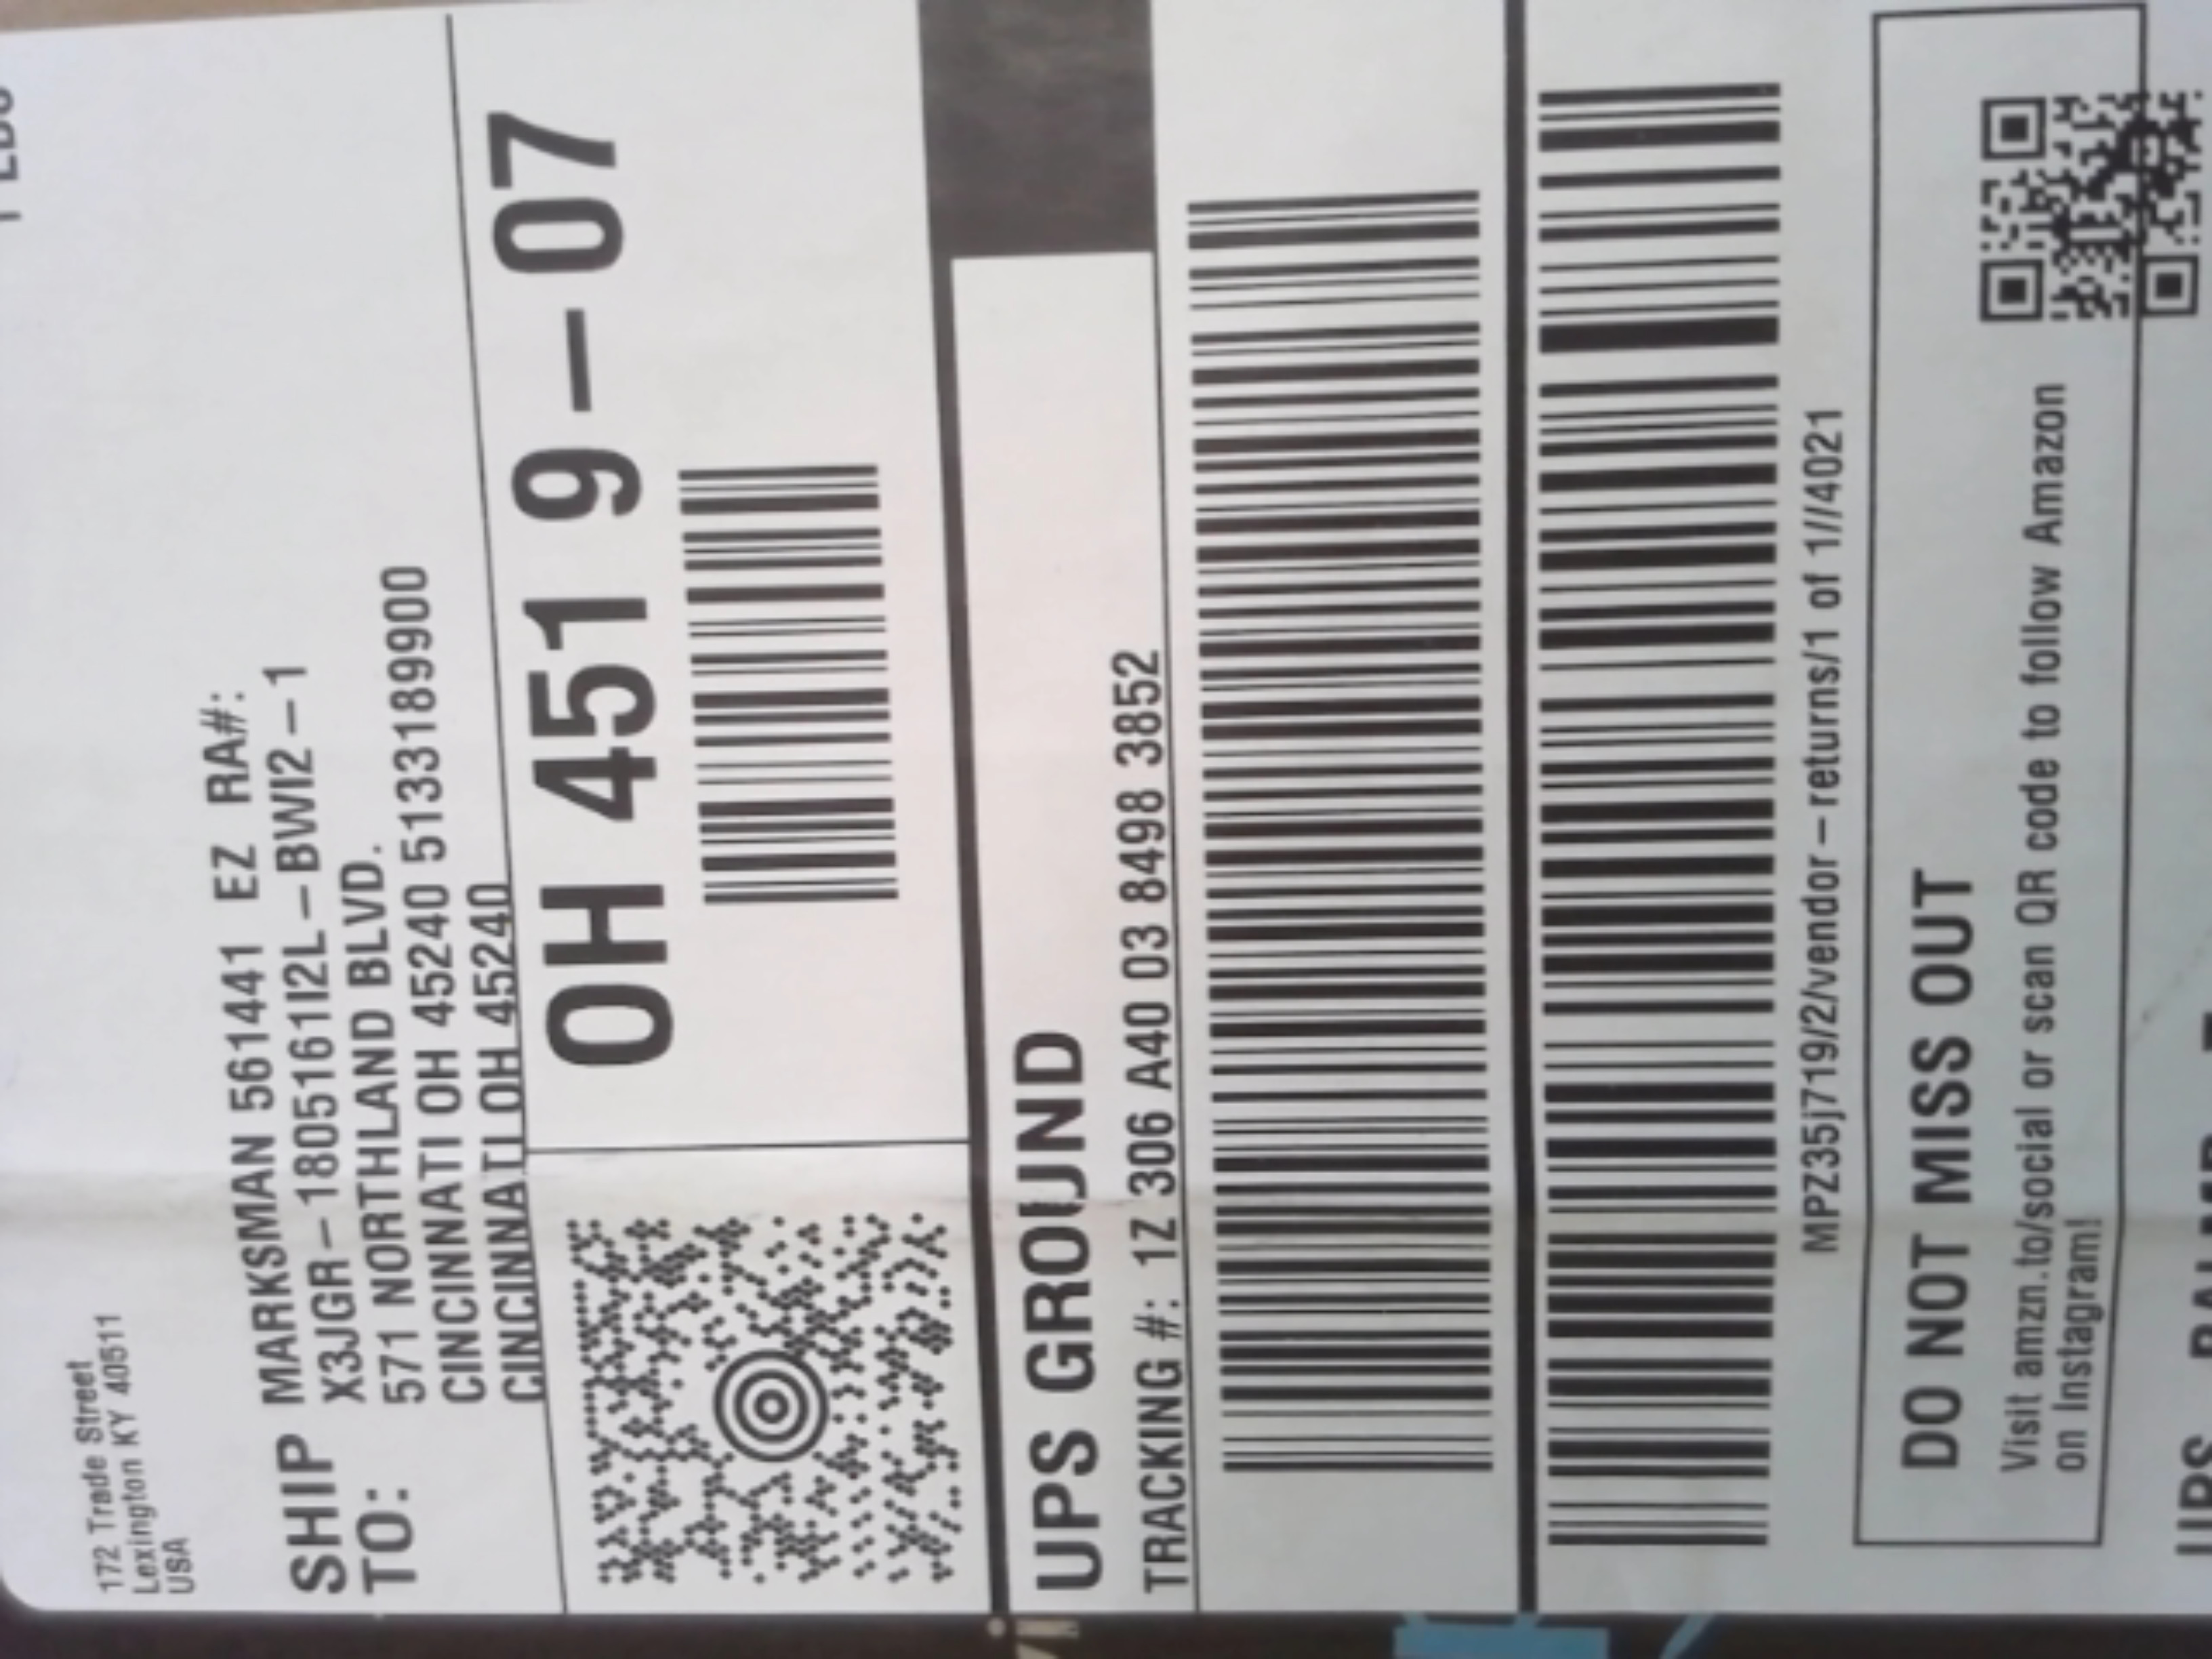 172 Trade Street
Lexington KY 40511
USA
SHIP TO:
MARKSMAN 561441 EZ RA#:
X3JGR-1805161I2L-BWI2-1
571 NORTHLAND BLVD.
CINCINNATI OH 45240 5133189900
CINCINNATI OH 45240
OH 451 9-07
UPS GROUND
TRACKING #: 1Z 306 A40 03 8498 3852
MPZ35j719/2/vendor-returns/1 of 1//4021
DO NOT MISS OUT
Visit amzn.to/social or scan QR code to follow Amazon
on Instagram!